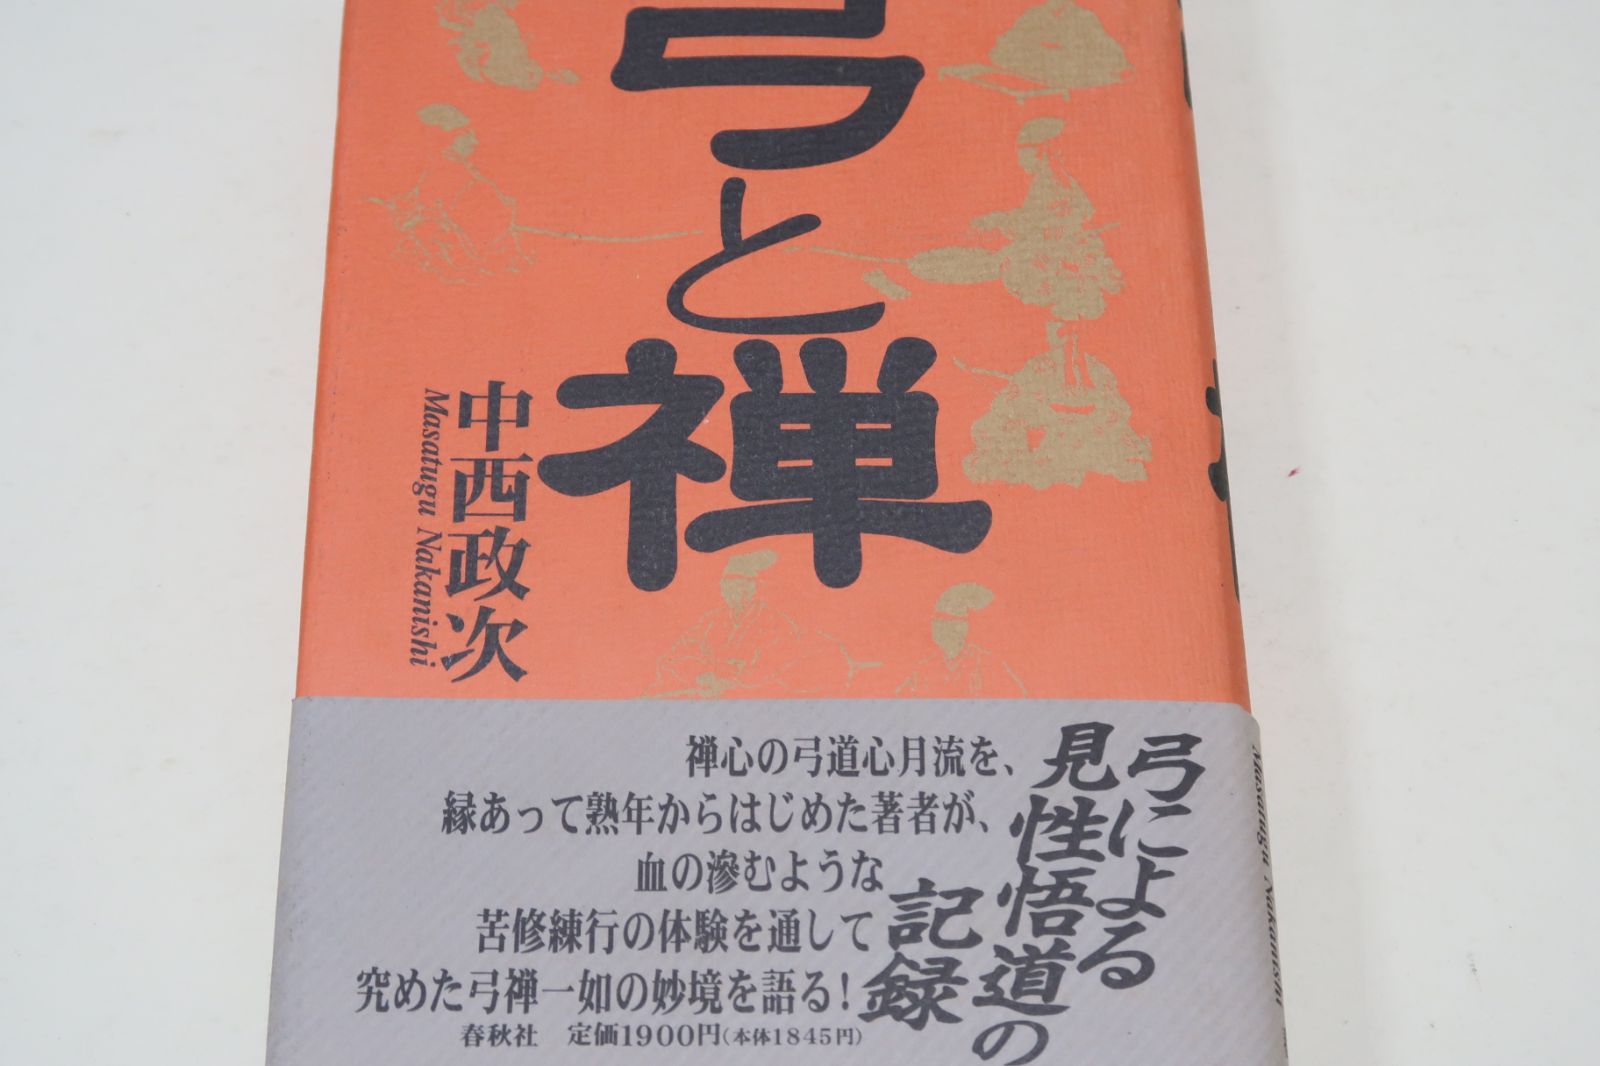 弓と禅
中西政次
Masatugu Nakanishi
弓による
見性悟道の
記録
禅心の弓道心月流を、
縁あって熟年からはじめた著者が、
血の滲むような
苦修練行の体験を通して
究めた弓禅一如の妙境を語る!
春秋社 定価1900円(本体1845円)
Masatugu Nakanishi